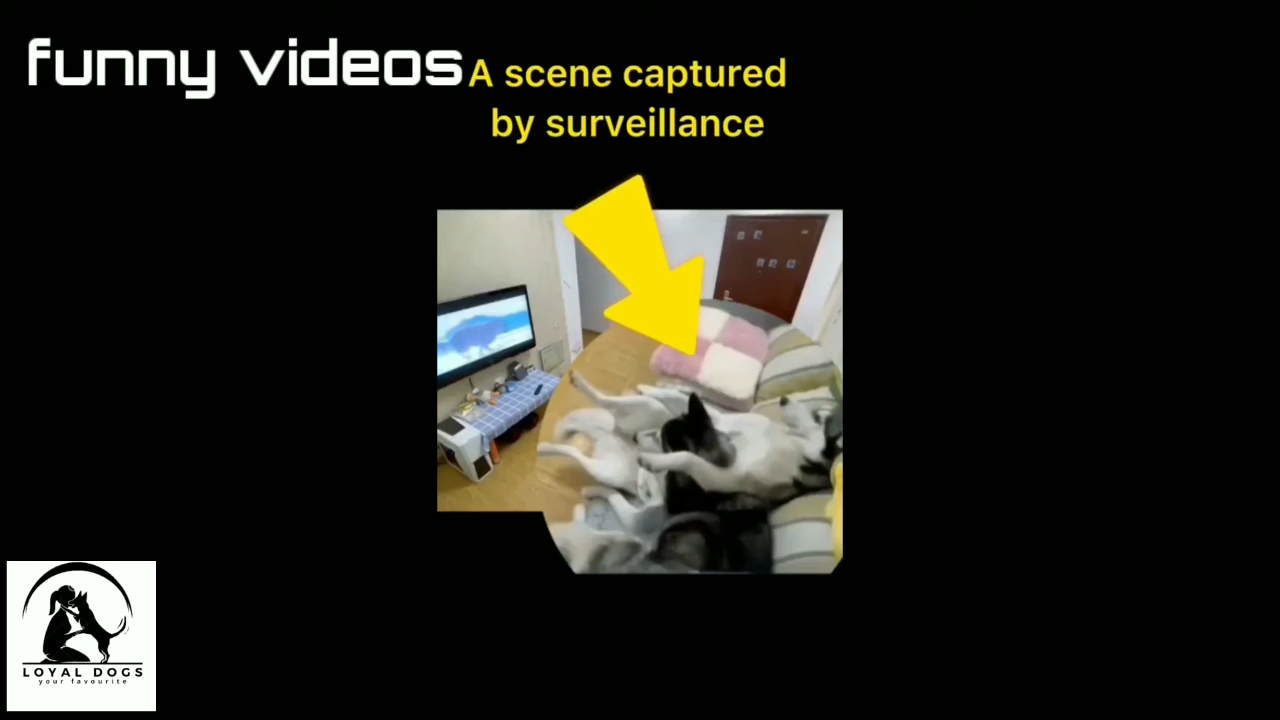 funny videos
A scene captured
by surveillance
LOYAL DOGS
your favourite